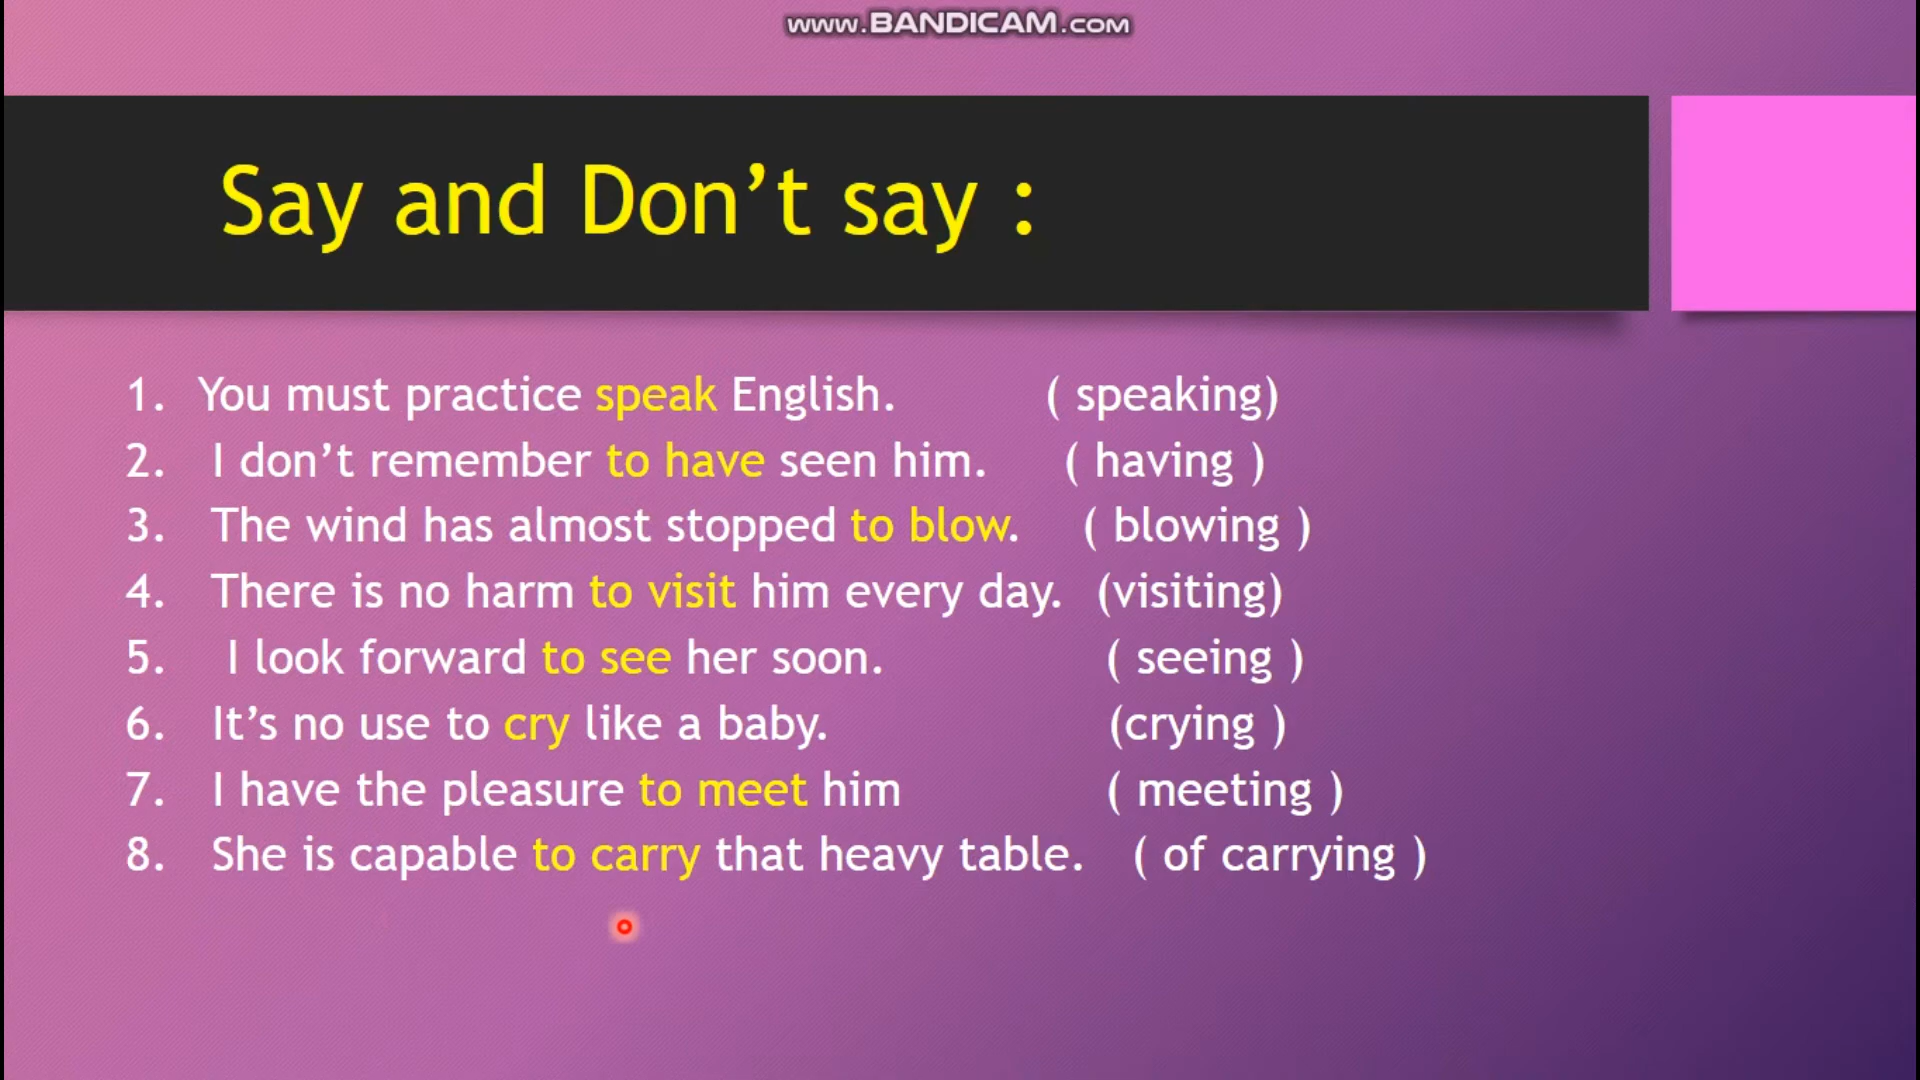 www.BANDICAM.com
Say and Don’t say :
1. You must practice speak English. ( speaking)
2. I don’t remember to have seen him. ( having )
3. The wind has almost stopped to blow. ( blowing )
4. There is no harm to visit him every day. (visiting)
5. I look forward to see her soon. ( seeing )
6. It’s no use to cry like a baby. (crying )
7. I have the pleasure to meet him ( meeting )
8. She is capable to carry that heavy table. ( of carrying )